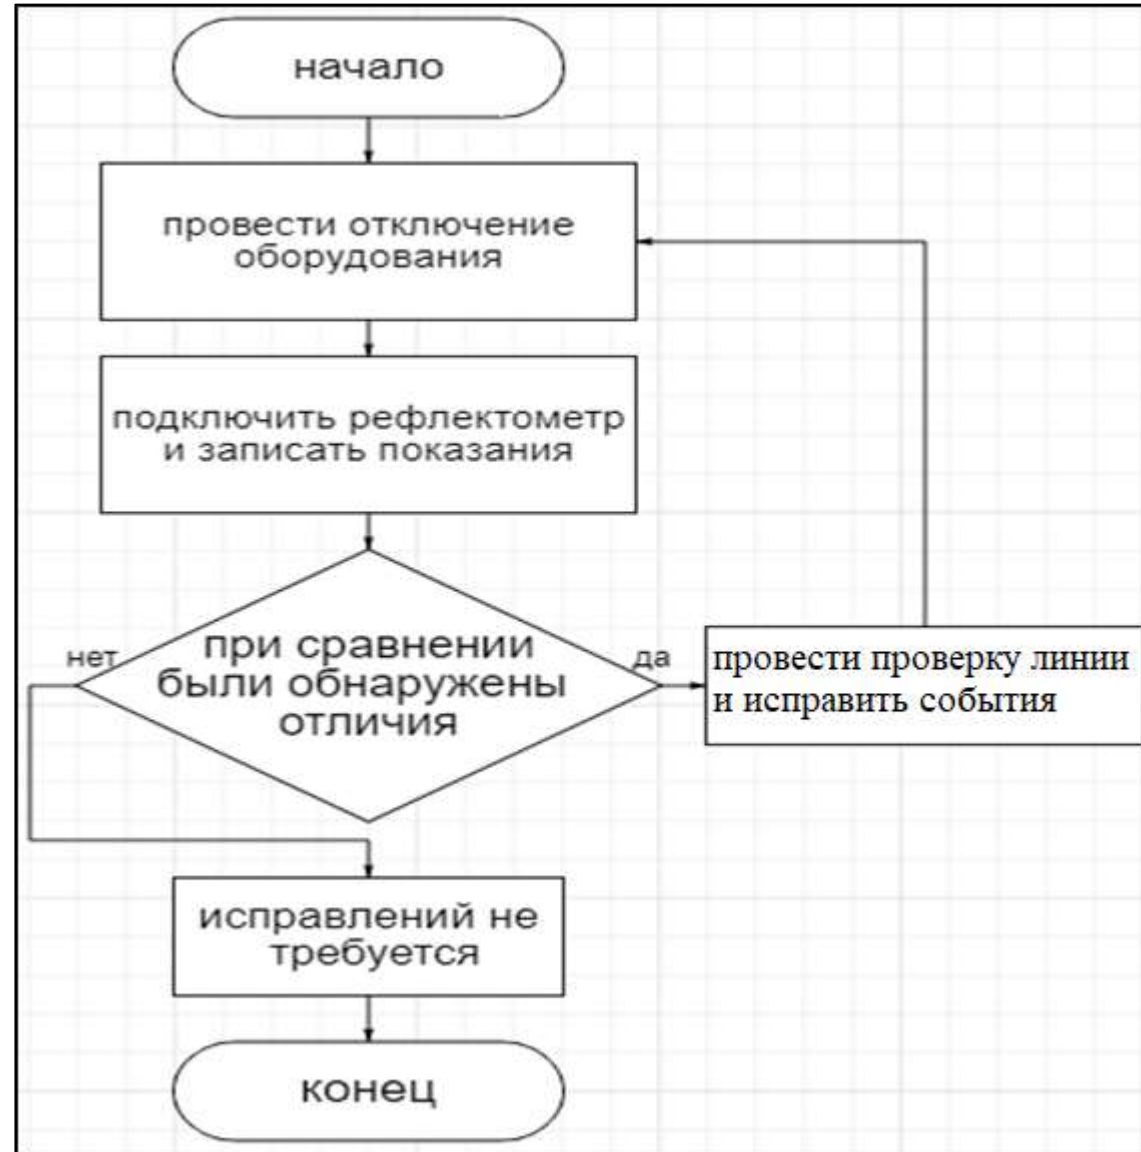 начало
провести отключение
оборудования
подключить рефлектометр
и записать показания
при сравнении
были обнаружены
отличия
нет
да
провести проверку линии
и исправить события
исправлений не
требуется
конец